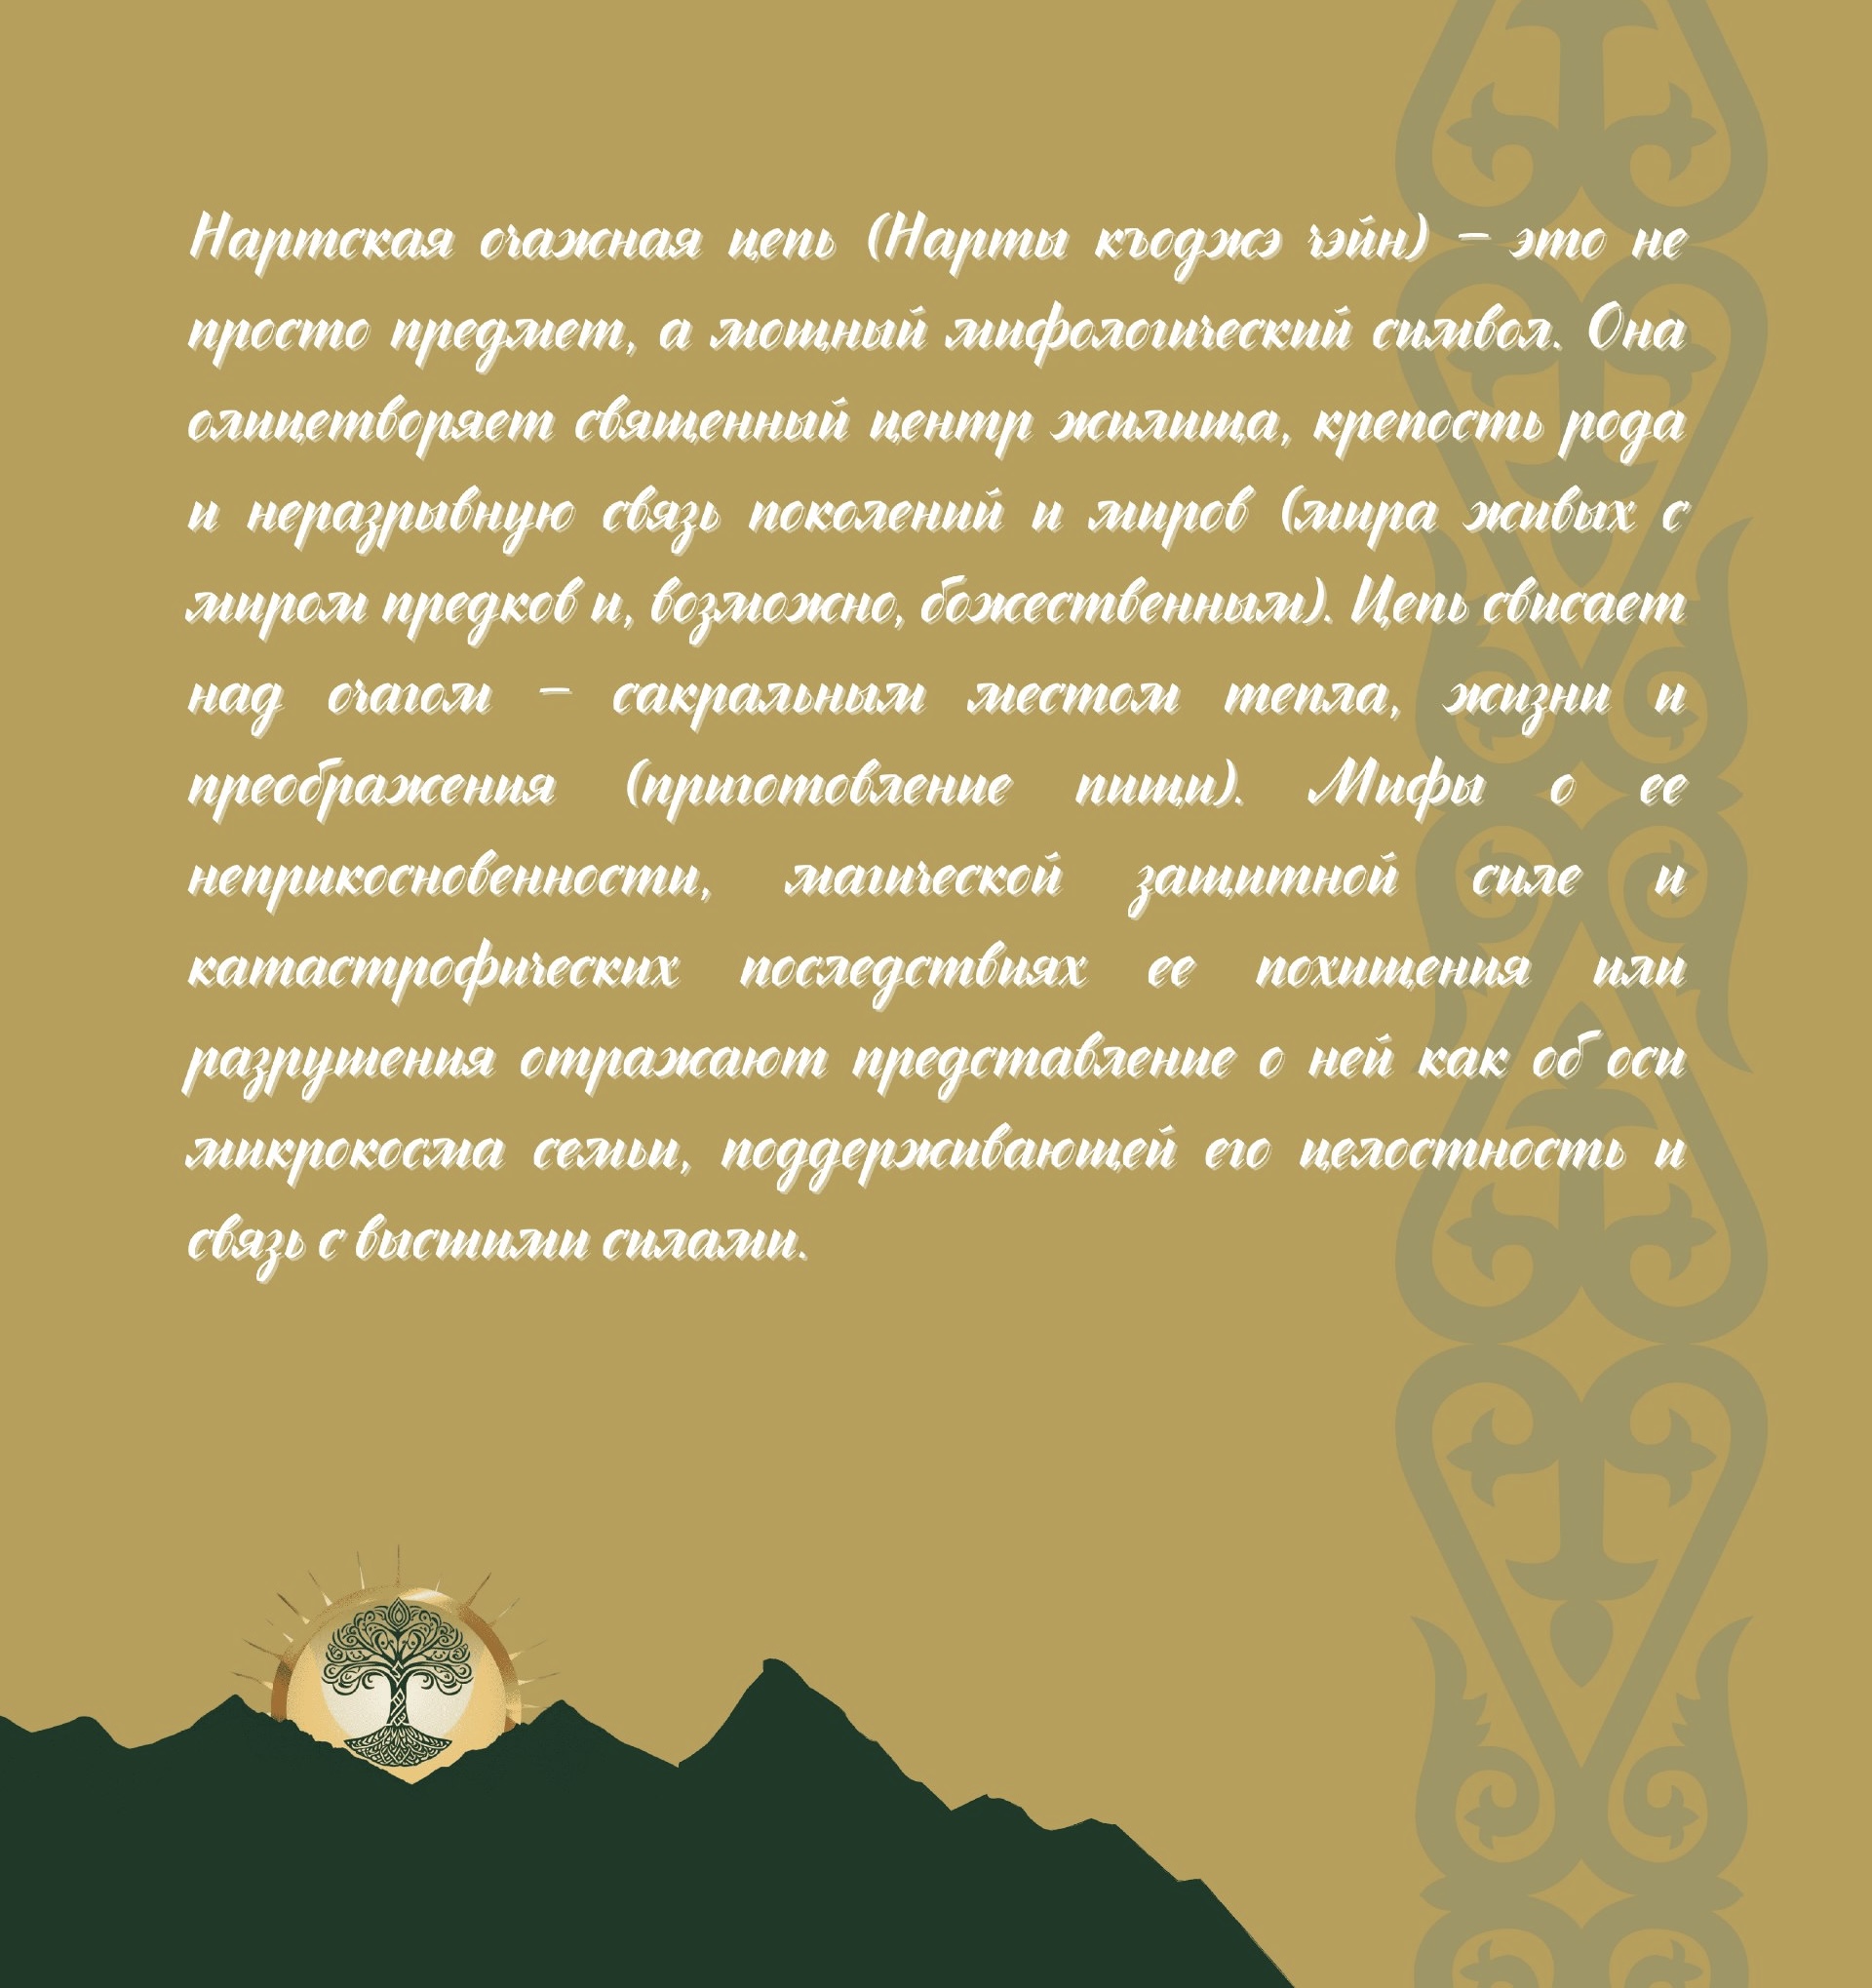 Нартская очажная цепь (Нарты къоджэ гэйн) – это не
просто предмет, а мощный мифологический символ. Она
олицетворяет священный центр жилища, крепость рода
и неразрывную связь поколений и миров (мира живых с
миром предков и, возможно, божественным). Цепь свисает
над очагом – сакральным местом тепла, жизни и
преображения (приготовление пищи). Мифы о ее
неприкосновенности, магической защитной силе и
катастрофических последствиях ее похищения или
разрушения отражают представление о ней как об оси
микрокосма семьи, поддерживающей его целостность и
связь с высшими силами.